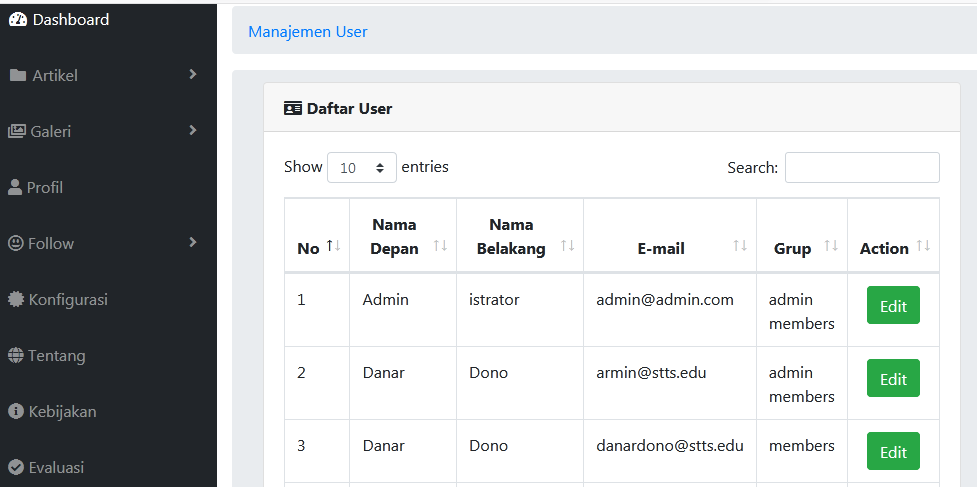 Dashboard
Artikel
Galeri
Profil
Follow
Konfigurasi
Tentang
Kebijakan
Evaluasi
Manajemen User
Daftar User
Show 10 entries
Search:
No Nama Depan Nama Belakang E-mail Grup Action
1 Admin istrator admin@admin.com admin members Edit
2 Danar Dono armin@stts.edu admin members Edit
3 Danar Dono danardono@stts.edu members Edit